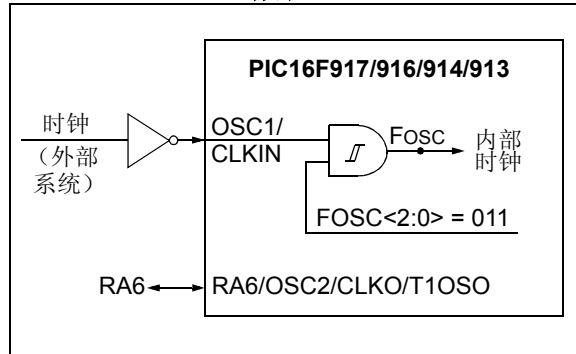 PIC16F917/916/914/913
时钟
（外部
系统）
OSC1/
CLKIN
FOSC
内部
时钟
FOSC<2:0> = 011
RA6
RA6/OSC2/CLKO/T1OSO